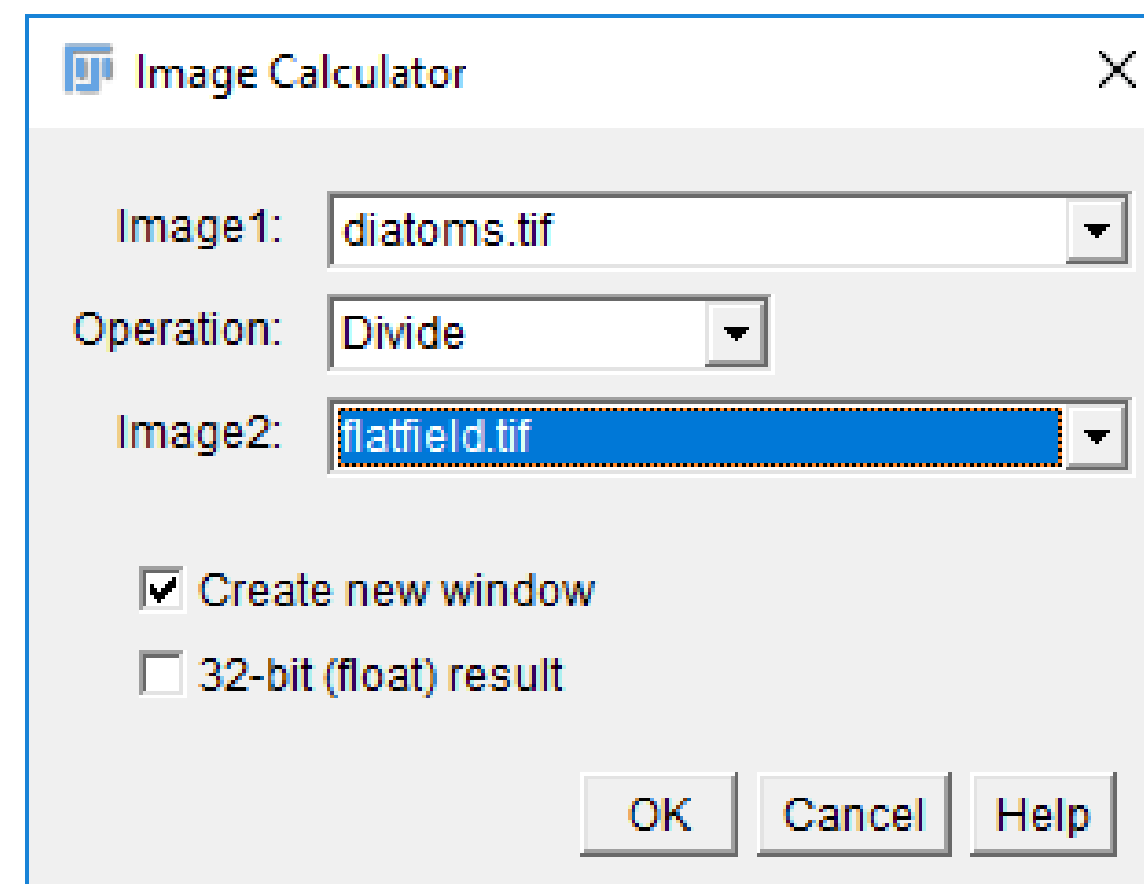 Image Calculator
Image1: diatoms.tif
Operation: Divide
Image2: flatfield.tif
Create new window
32-bit (float) result
OK Cancel Help